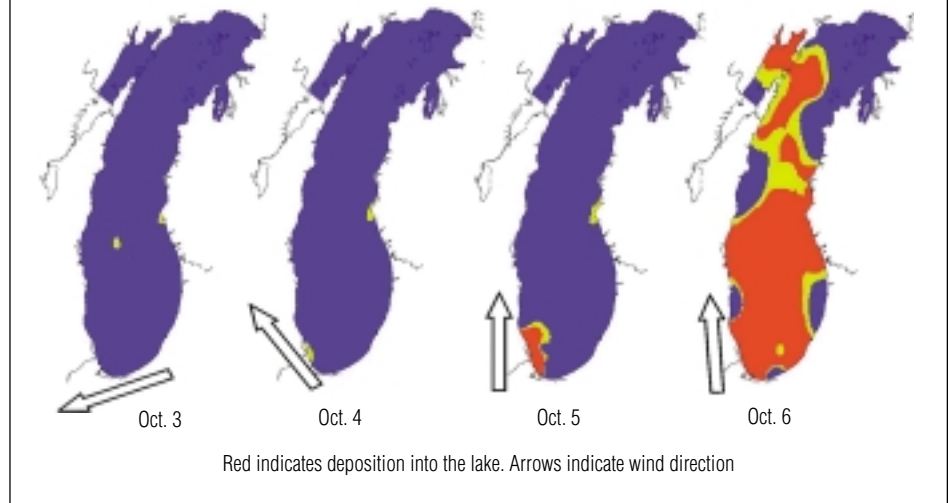 Oct. 3
Oct. 4
Oct. 5
Oct. 6
Red indicates deposition into the lake. Arrows indicate wind direction